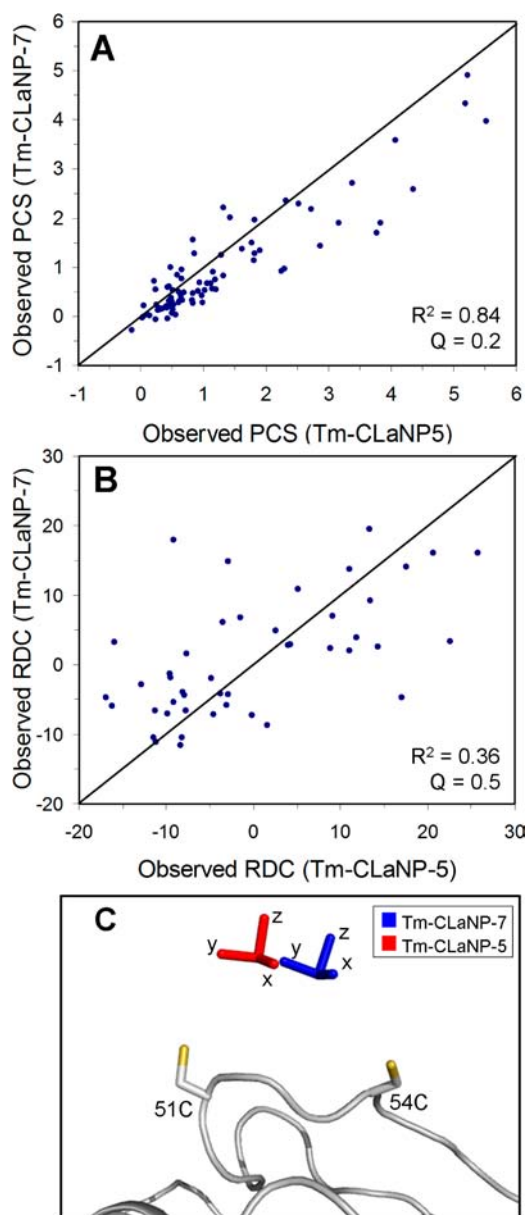 A
Observed PCS (Tm-CLaNP-7)
6
5
4
3
2
1
0
-1
R² = 0.84
Q = 0.2
-1 0 1 2 3 4 5 6
Observed PCS (Tm-CLaNP5)
B
Observed RDC (Tm-CLaNP-7)
30
20
10
0
-10
-20
R² = 0.36
Q = 0.5
-20 -10 0 10 20 30
Observed RDC (Tm-CLaNP-5)
C
Tm-CLaNP-7
Tm-CLaNP-5
z
y
x
z
y
x
51C
54C